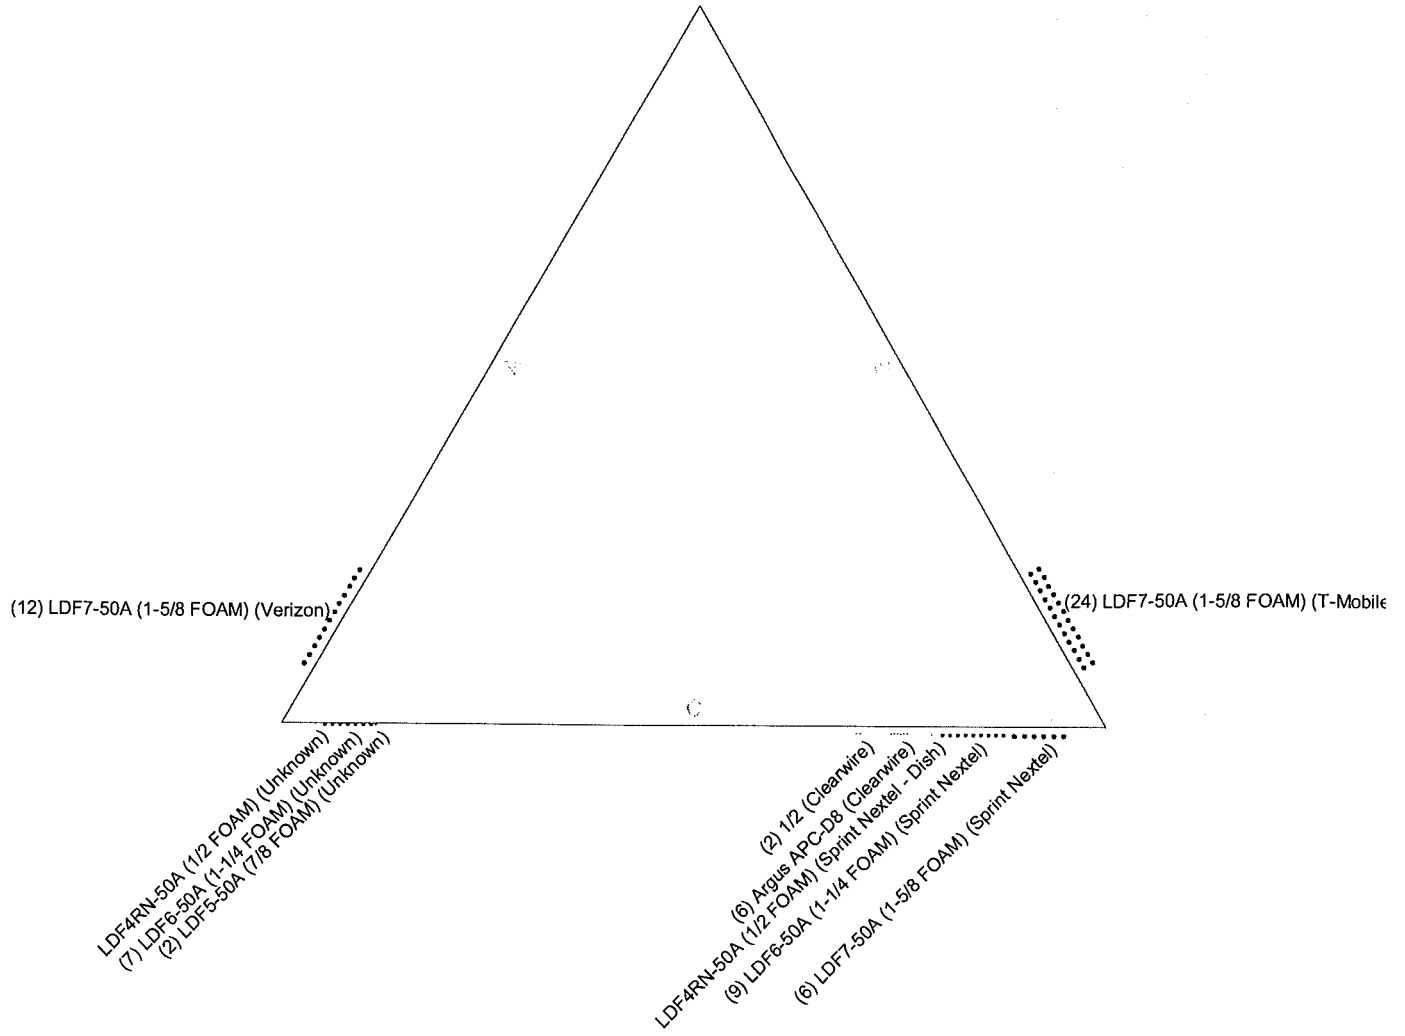 A
(12) LDF7-50A (1-5/8 FOAM) (Verizon)
(24) LDF7-50A (1-5/8 FOAM) (T-Mobile
C
LDF4RN-50A (1/2 FOAM) (Unknown)
(7) LDF6-50A (1-1/4 FOAM) (Unknown)
(2) LDF5-50A (7/8 FOAM) (Unknown)
(2) 1/2 (Clearwire)
(6) Argus APC-D8 (Clearwire)
LDF4RN-50A (1/2 FOAM) (Sprint Nextel - Dish)
(9) LDF6-50A (1-1/4 FOAM) (Sprint Nextel)
(6) LDF7-50A (1-5/8 FOAM) (Sprint Nextel)